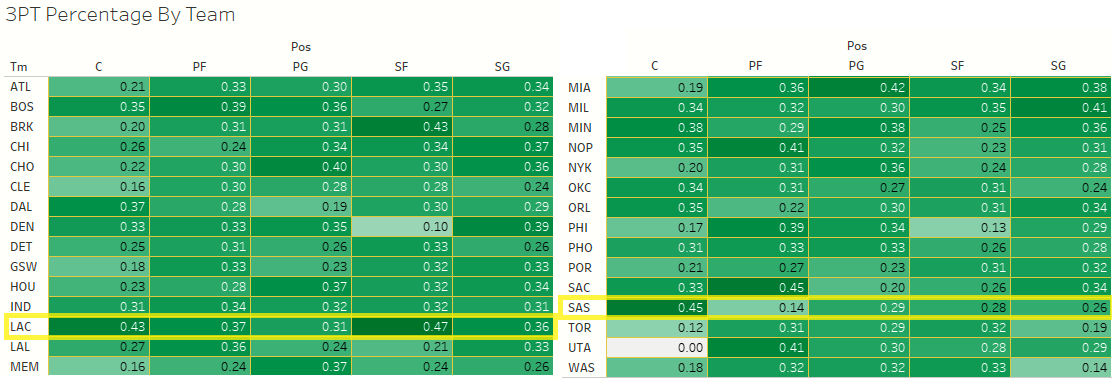 3PT Percentage By Team
Pos
Tm C PF PG SF SG
ATL 0.21 0.33 0.30 0.35 0.34
BOS 0.35 0.39 0.36 0.27 0.32
BRK 0.20 0.31 0.31 0.43 0.28
CHI 0.26 0.24 0.34 0.34 0.37
CHO 0.22 0.30 0.40 0.30 0.36
CLE 0.16 0.30 0.28 0.28 0.24
DAL 0.37 0.28 0.19 0.30 0.29
DEN 0.33 0.33 0.35 0.10 0.39
DET 0.25 0.31 0.26 0.33 0.26
GSW 0.18 0.33 0.23 0.32 0.33
HOU 0.23 0.28 0.37 0.32 0.34
IND 0.31 0.34 0.32 0.32 0.31
LAC 0.43 0.37 0.31 0.47 0.36
LAL 0.27 0.36 0.24 0.21 0.33
MEM 0.16 0.24 0.37 0.24 0.26
Pos
C PF PG SF SG
MIA 0.19 0.36 0.42 0.34 0.38
MIL 0.34 0.32 0.30 0.35 0.41
MIN 0.38 0.29 0.38 0.25 0.36
NOP 0.35 0.41 0.32 0.23 0.31
NYK 0.20 0.31 0.36 0.24 0.28
OKC 0.34 0.31 0.27 0.31 0.24
ORL 0.35 0.22 0.30 0.31 0.34
PHI 0.17 0.39 0.34 0.13 0.29
PHO 0.31 0.33 0.33 0.26 0.28
POR 0.21 0.27 0.23 0.31 0.32
SAC 0.33 0.45 0.20 0.26 0.34
SAS 0.45 0.14 0.29 0.28 0.26
TOR 0.12 0.31 0.29 0.32 0.19
UTA 0.00 0.41 0.30 0.28 0.29
WAS 0.18 0.32 0.32 0.33 0.14